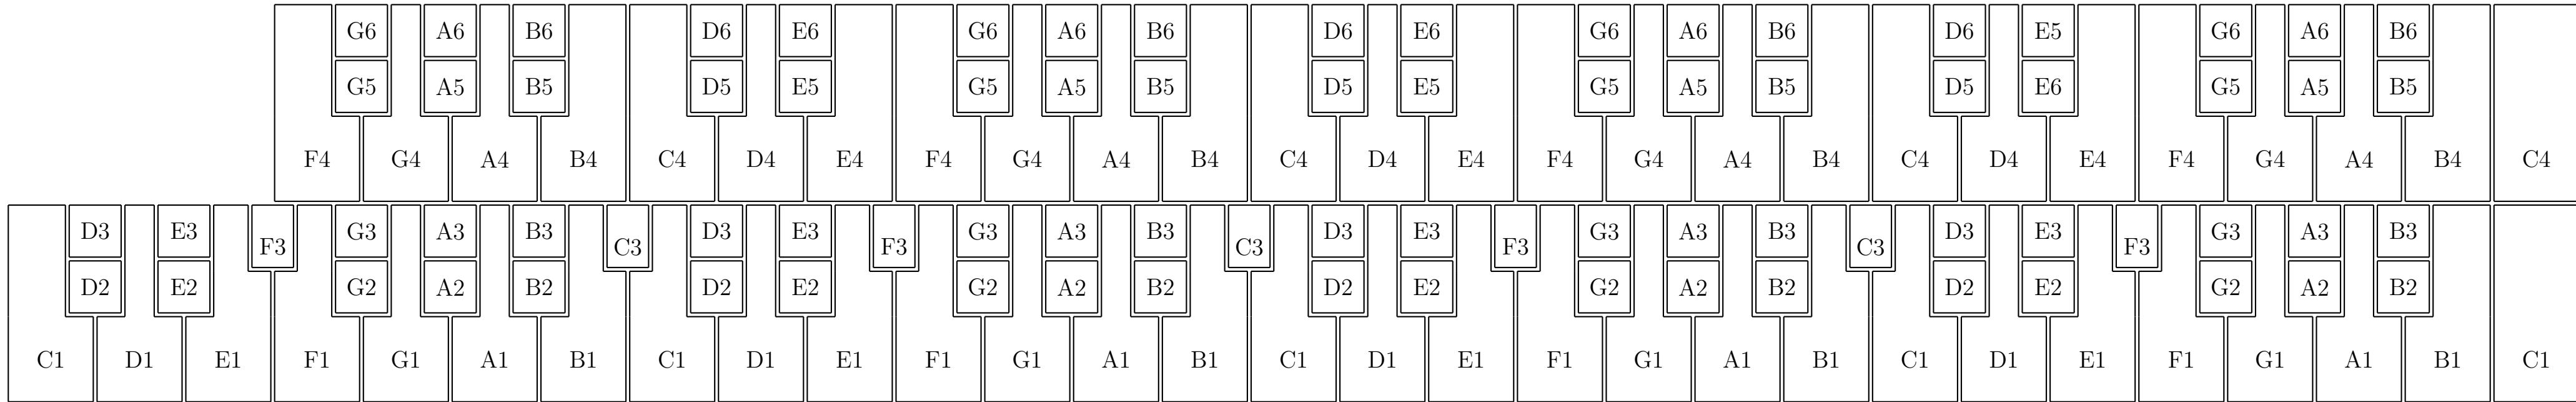 G6 A6 B6 D6 E6 G6 A6 B6 D6 E6 G6 A6 B6 D6 E5 G6 A6 B6
G5 A5 B5 D5 E5 G5 A5 B5 D5 E5 G5 A5 B5 D5 E6 G5 A5 B5
F4 G4 A4 B4 C4 D4 E4 F4 G4 A4 B4 C4 D4 E4 F4 G4 A4 B4 C4 D4 E4 F4 G4 A4 B4 C4
D3 E3 F3 G3 A3 B3 C3 D3 E3 F3 G3 A3 B3 C3 D3 E3 F3 G3 A3 B3 C3 D3 E3 F3 G3 A3 B3
D2 E2 G2 A2 B2 D2 E2 G2 A2 B2 D2 E2 G2 A2 B2 D2 E2 G2 A2 B2
C1 D1 E1 F1 G1 A1 B1 C1 D1 E1 F1 G1 A1 B1 C1 D1 E1 F1 G1 A1 B1 C1 D1 E1 F1 G1 A1 B1 C1